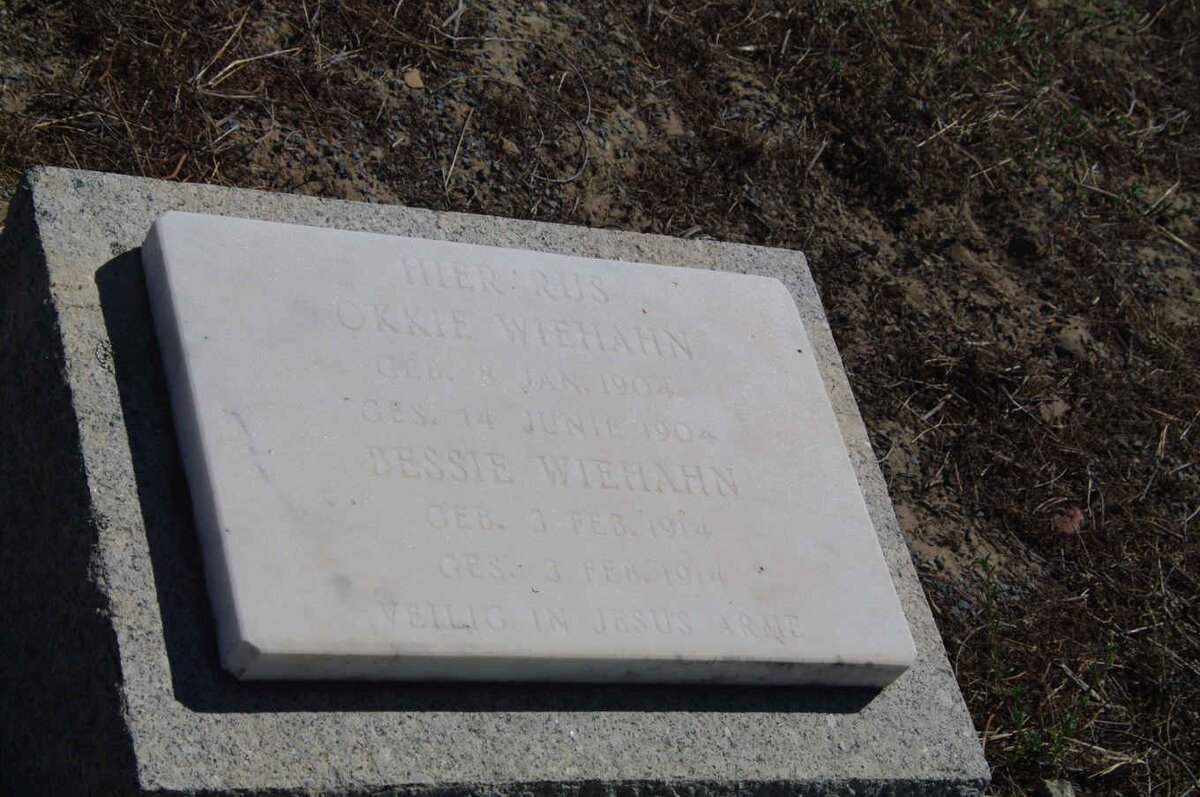 HIER RUS
OKKIE WIEHAHN
GEB. 8 JAN. 1904
GES. 14 JUNIE 1904
BESSIE WIEHAHN
GEB. 3 FEB. 1914
GES. 3 FEB. 1914
VEILIG IN JESUS ARME